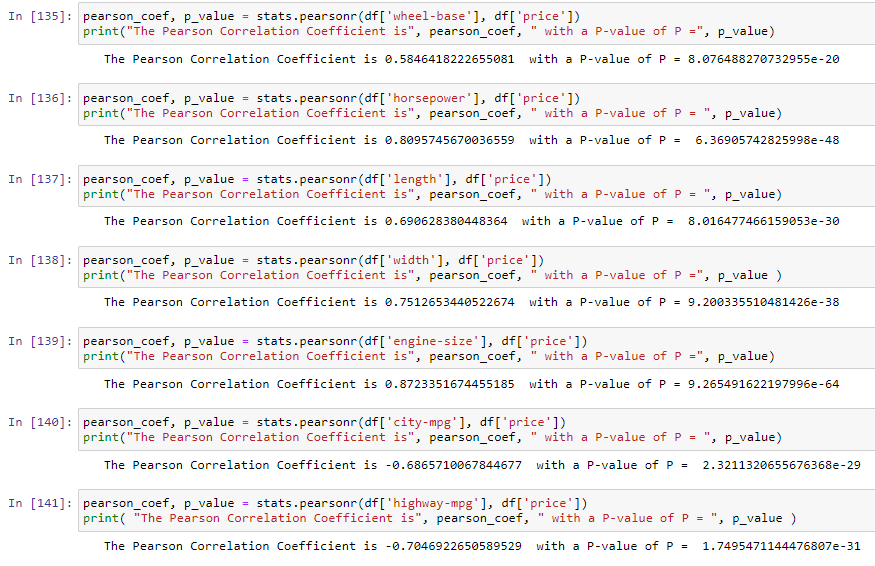 In [135]: pearson_coef, p_value = stats.pearsonr(df['wheel-base'], df['price'])
print("The Pearson Correlation Coefficient is", pearson_coef, " with a P-value of P =", p_value)
The Pearson Correlation Coefficient is 0.5846418222655081  with a P-value of P = 8.076488270732955e-20
In [136]: pearson_coef, p_value = stats.pearsonr(df['horsepower'], df['price'])
print("The Pearson Correlation Coefficient is", pearson_coef, " with a P-value of P = ", p_value)
The Pearson Correlation Coefficient is 0.8095745670036559  with a P-value of P =  6.36905742825998e-48
In [137]: pearson_coef, p_value = stats.pearsonr(df['length'], df['price'])
print("The Pearson Correlation Coefficient is", pearson_coef, " with a P-value of P = ", p_value)
The Pearson Correlation Coefficient is 0.690628380448364  with a P-value of P =  8.016477466159053e-30
In [138]: pearson_coef, p_value = stats.pearsonr(df['width'], df['price'])
print("The Pearson Correlation Coefficient is", pearson_coef, " with a P-value of P =", p_value )
The Pearson Correlation Coefficient is 0.7512653440522674  with a P-value of P = 9.200335510481426e-38
In [139]: pearson_coef, p_value = stats.pearsonr(df['engine-size'], df['price'])
print("The Pearson Correlation Coefficient is", pearson_coef, " with a P-value of P =", p_value)
The Pearson Correlation Coefficient is 0.8723351674455185  with a P-value of P = 9.265491622197996e-64
In [140]: pearson_coef, p_value = stats.pearsonr(df['city-mpg'], df['price'])
print("The Pearson Correlation Coefficient is", pearson_coef, " with a P-value of P = ", p_value)
The Pearson Correlation Coefficient is -0.6865710067844677  with a P-value of P =  2.3211320655676368e-29
In [141]: pearson_coef, p_value = stats.pearsonr(df['highway-mpg'], df['price'])
print( "The Pearson Correlation Coefficient is", pearson_coef, " with a P-value of P = ", p_value )
The Pearson Correlation Coefficient is -0.7046922650589529  with a P-value of P =  1.7495471144476807e-31